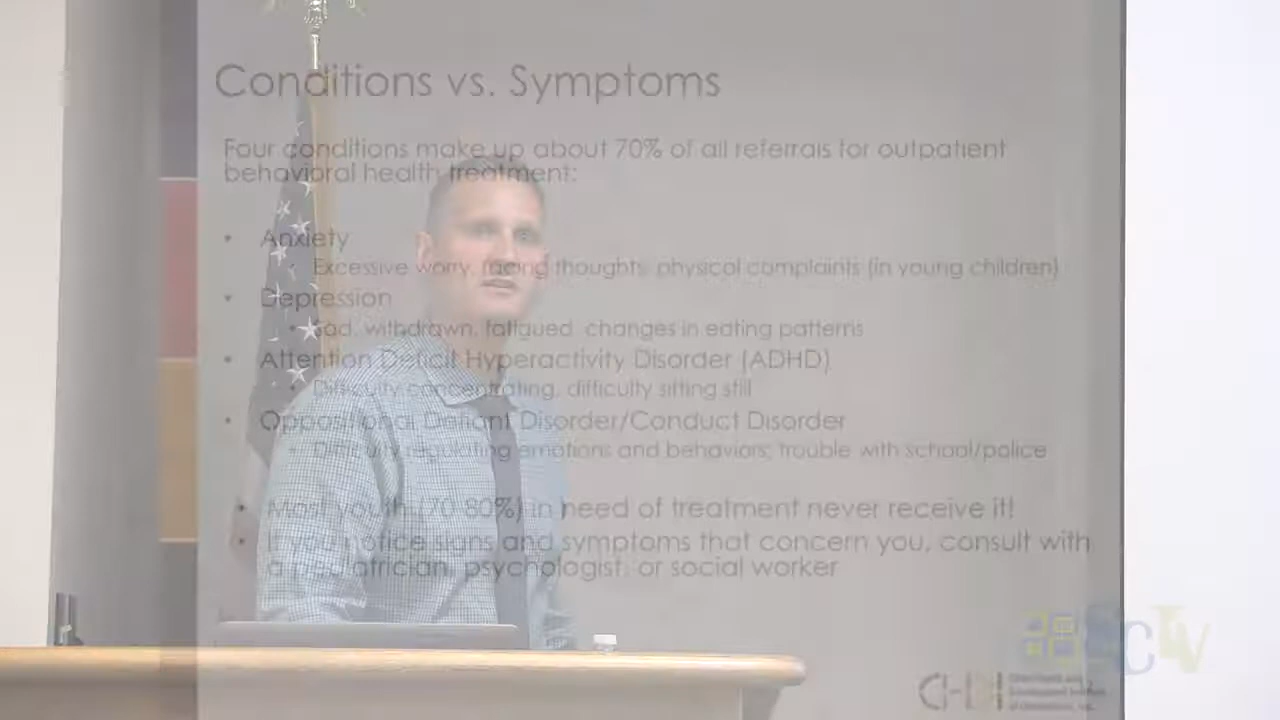 Conditions vs. Symptoms
Four conditions make up about 70% of all referrals for outpatient
behavioral health treatment:
• Anxiety
Excessive worry, racing thoughts, physical complaints (in young children)
• Depression
• Sad, withdrawn, fatigued, changes in eating patterns
• Attention Deficit Hyperactivity Disorder (ADHD)
• Difficulty concentrating, difficulty sitting still
• Oppositional Defiant Disorder/Conduct Disorder
Difficulty regulating emotions and behaviors; trouble with school/police
• Most youth (70-80%) in need of treatment never receive it!
• If you notice signs and symptoms that concern you, consult with
a pediatrician, psychologist, or social worker
CTV